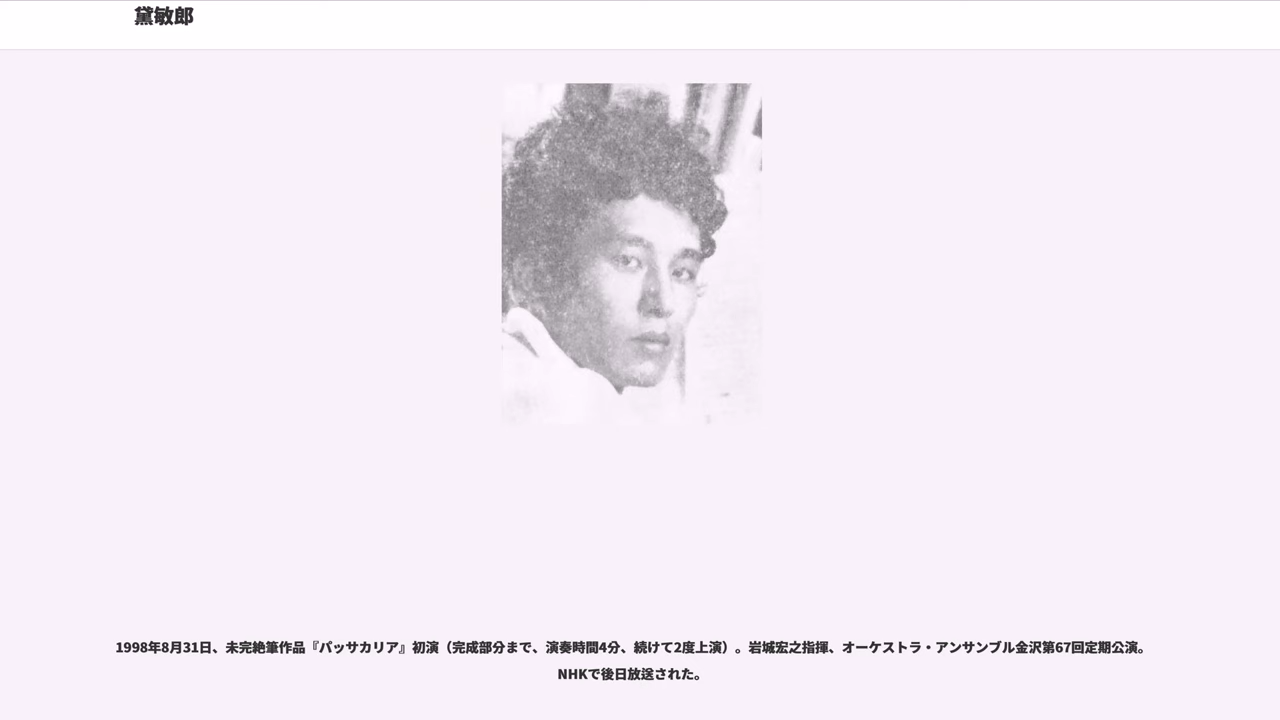 黛敏郎
1998年8月31日、未完絶筆作品『パッサカリア』初演（完成部分まで、演奏時間4分、続けて2度上演）。岩城宏之指揮、オーケストラ・アンサンブル金沢第67回定期公演。
NHKで後日放送された。